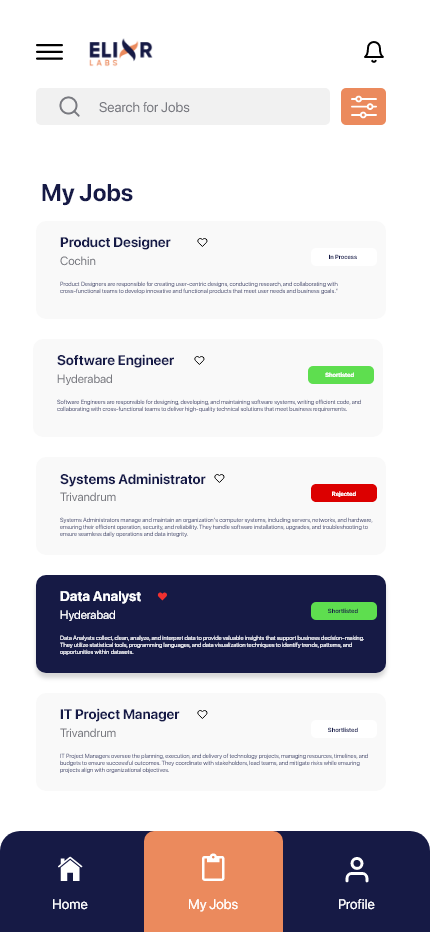 ELIXR
LABS
Search for Jobs
My Jobs
Product Designer
Cochin
In Process
Product Designers are responsible for creating user-centric designs, conducting research, and collaborating with
cross-functional teams to develop innovative and functional products that meet user needs and business goals."
Software Engineer
Hyderabad
Shortlisted
Software Engineers are responsible for designing, developing, and maintaining software systems, writing efficient code, and
collaborating with cross-functional teams to deliver high-quality technical solutions that meet business requirements.
Systems Administrator
Trivandrum
Rejected
Systems Administrators manage and maintain an organization's computer systems, including servers, networks, and hardware,
ensuring their efficient operation, security, and reliability. They handle software installations, upgrades, and troubleshooting to
ensure seamless daily operations and data integrity.
Data Analyst
Hyderabad
Shortlisted
Data Analysts collect, clean, analyze, and interpret data to provide valuable insights that support business decision-making.
They utilize statistical tools, programming languages, and data visualization techniques to identify trends, patterns, and
opportunities within datasets.
IT Project Manager
Trivandrum
Shortlisted
IT Project Managers oversee the planning, execution, and delivery of technology projects, managing resources, timelines, and
budgets to ensure successful outcomes. They coordinate with stakeholders, lead teams, and mitigate risks while ensuring
projects align with organizational objectives.
Home
My Jobs
Profile